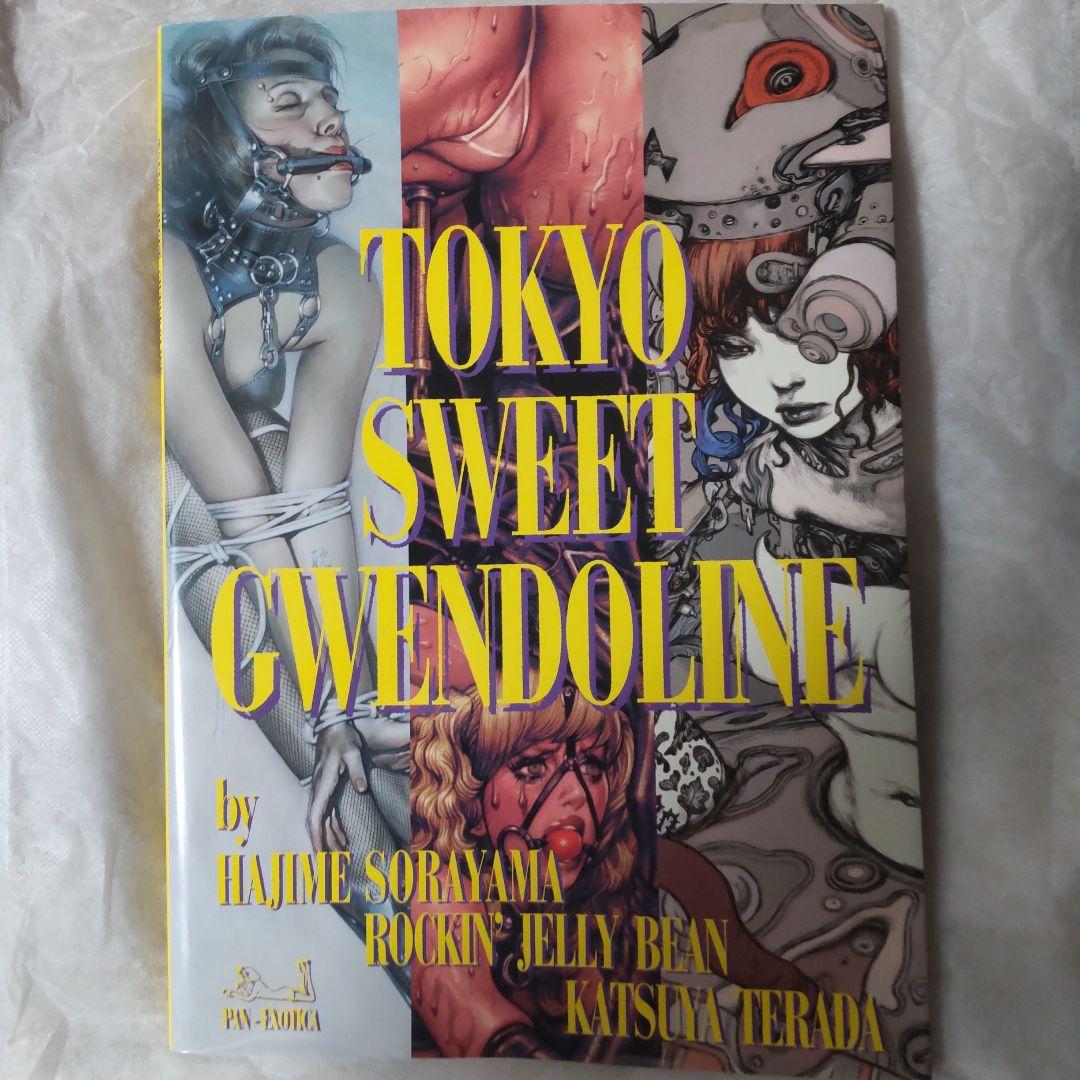 TOKYO
SWEET
GWENDOLINE
by
HAJIME SORAYAMA
ROCKIN' JELLY BEAN
KATSUYA TERADA
PAN-EXOTICA